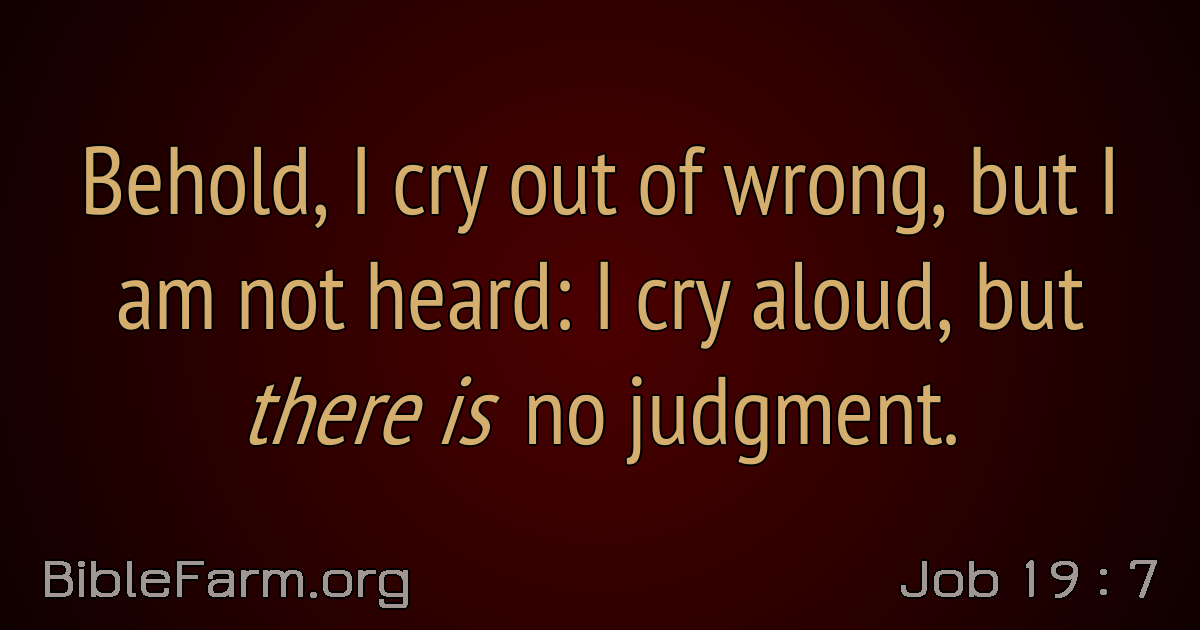 Behold, I cry out of wrong, but I
am not heard: I cry aloud, but
there is no judgment.
BibleFarm.org
Job 19 : 7